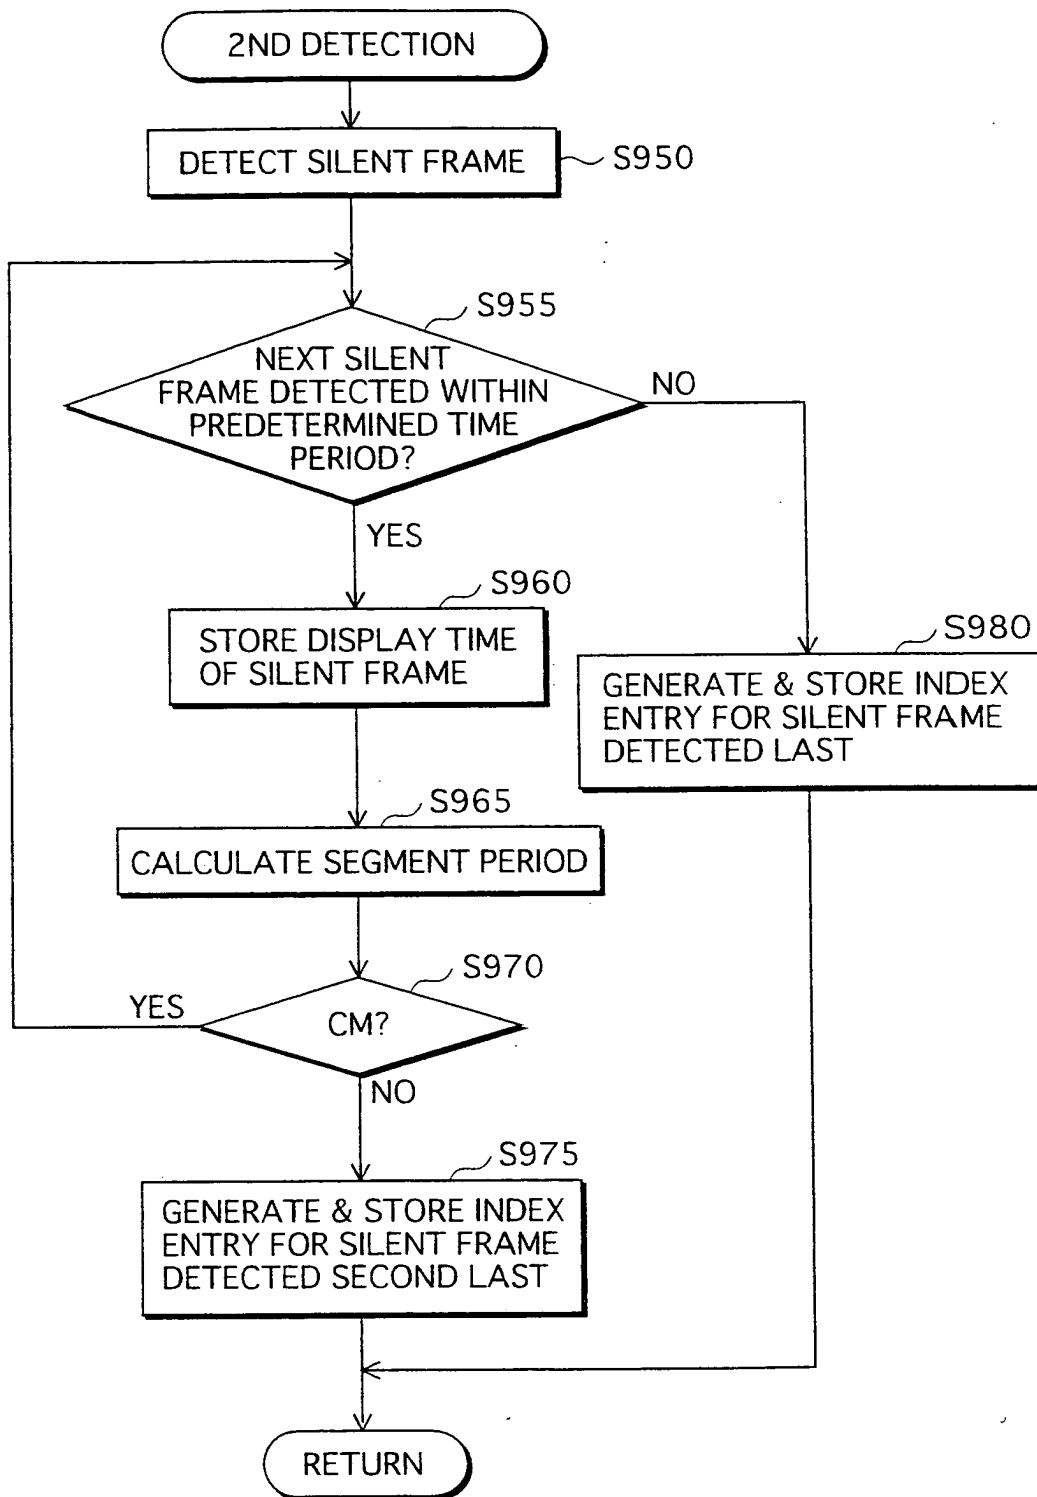 2ND DETECTION
DETECT SILENT FRAME
S950
S955
NEXT SILENT
FRAME DETECTED WITHIN
PREDETERMINED TIME
PERIOD?
NO
YES
S960
STORE DISPLAY TIME
OF SILENT FRAME
S980
GENERATE & STORE INDEX
ENTRY FOR SILENT FRAME
DETECTED LAST
S965
CALCULATE SEGMENT PERIOD
S970
YES
CM?
NO
S975
GENERATE & STORE INDEX
ENTRY FOR SILENT FRAME
DETECTED SECOND LAST
RETURN